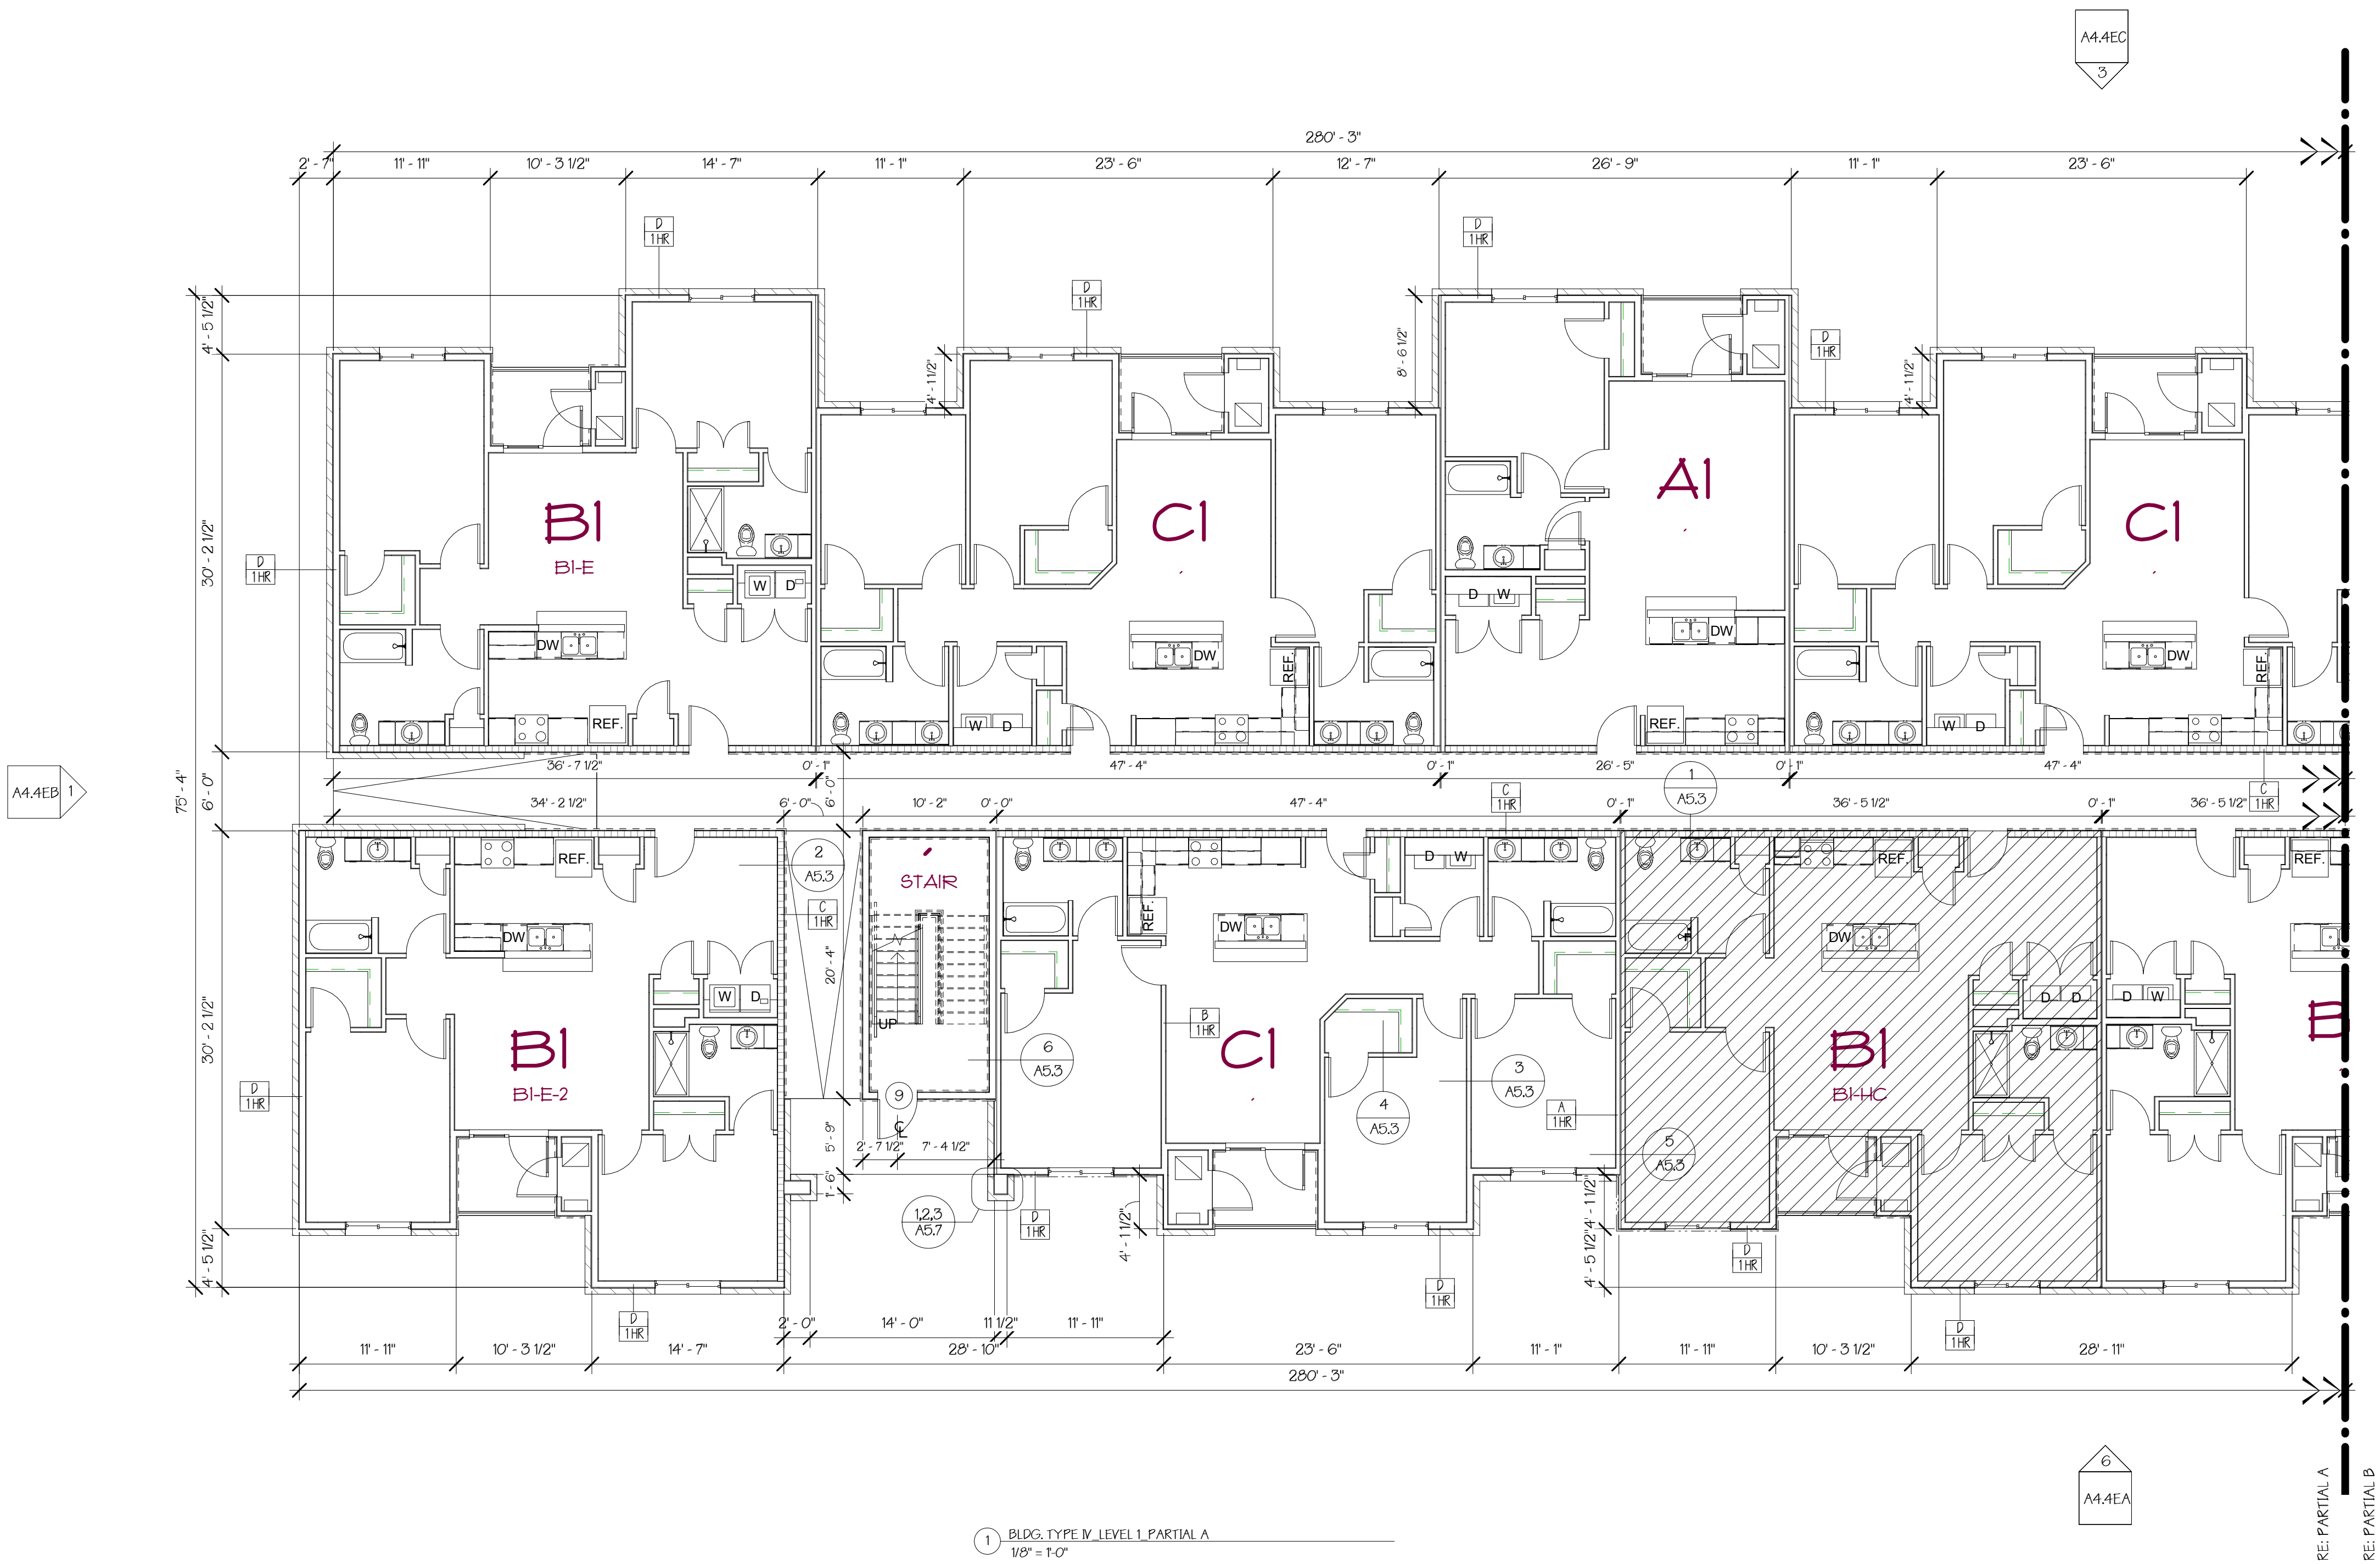 A4.4EC
3
280' - 3"
2' - 7"
11' - 11"
10' - 3 1/2"
14' - 7"
11' - 1"
23' - 6"
12' - 7"
26' - 9"
11' - 1"
23' - 6"
D
1 HR
D
1 HR
D
1 HR
D
1 HR
4' - 5 1/2"
4' - 1 1/2"
8' - 6 1/2"
4' - 1 1/2"
B1
B1-E
C1
A1
C1
30' - 2 1/2"
D
1 HR
W
D
D
W
DW
DW
DW
DW
REF.
REF.
REF.
REF.
W
D
W
D
A4.4EB
1
75' - 4"
6' - 0"
36' - 7 1/2"
0' - 1"
6' - 0"
47' - 4"
0' - 1"
26' - 5"
0' - 1"
47' - 4"
1
A5.3
C
1 HR
C
1 HR
34' - 2 1/2"
6' - 0"
10' - 2"
0' - 0"
47' - 4"
0' - 1"
36' - 5 1/2"
0' - 1"
36' - 5 1/2"
2
A5.3
REF.
STAIR
D
W
REF.
REF.
C
1 HR
REF.
DW
DW
DW
20' - 4"
W
D
UP
D
D
D
W
30' - 2 1/2"
B1
B1-E-2
B
1 HR
C1
B1
B1-HC
B
6
A5.3
3
A5.3
4
A5.3
5
A5.3
A
1 HR
D
1 HR
9
CL
5' - 9"
2' - 7 1/2"
7' - 4 1/2"
1' - 6"
1,2,3
A5.7
D
1 HR
4' - 1 1/2"
4' - 1 1/2"
4' - 5 1/2"
D
1 HR
4' - 5 1/2"
D
1 HR
D
1 HR
D
1 HR
2' - 0"
14' - 0"
11 1/2"
11' - 11"
11' - 11"
10' - 3 1/2"
14' - 7"
28' - 10"
23' - 6"
11' - 1"
11' - 11"
10' - 3 1/2"
28' - 11"
280' - 3"
6
A4.4EA
RE: PARTIAL A
RE: PARTIAL B
1
BLDG. TYPE IV_LEVEL 1_PARTIAL A
1/8" = 1'-0"